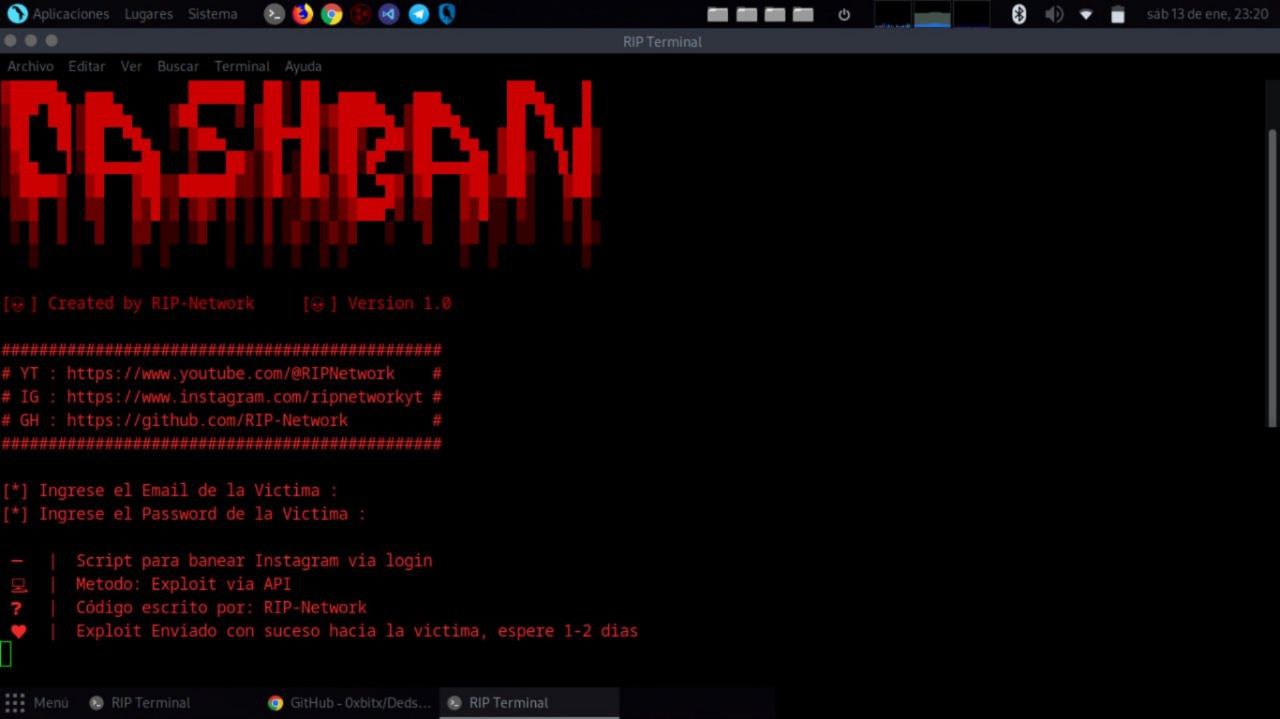 Aplicaciones Lugares Sistema sáb 13 de ene, 23:20
RIP Terminal
Archivo Editar Ver Buscar Terminal Ayuda
DASHBAN
[💀] Created by RIP-Network [💀] Version 1.0
###############################################
# YT : https://www.youtube.com/@RIPNetwork #
# IG : https://www.instagram.com/ripnetworkyt #
# GH : https://github.com/RIP-Network #
###############################################
[*] Ingrese el Email de la Victima :
[*] Ingrese el Password de la Victima :
— | Script para banear Instagram via login
💻 | Metodo: Exploit via API
? | Código escrito por: RIP-Network
♥ | Exploit Enviado con suceso hacia la victima, espere 1-2 dias
Menú RIP Terminal GitHub - 0xbitx/Deds... RIP Terminal